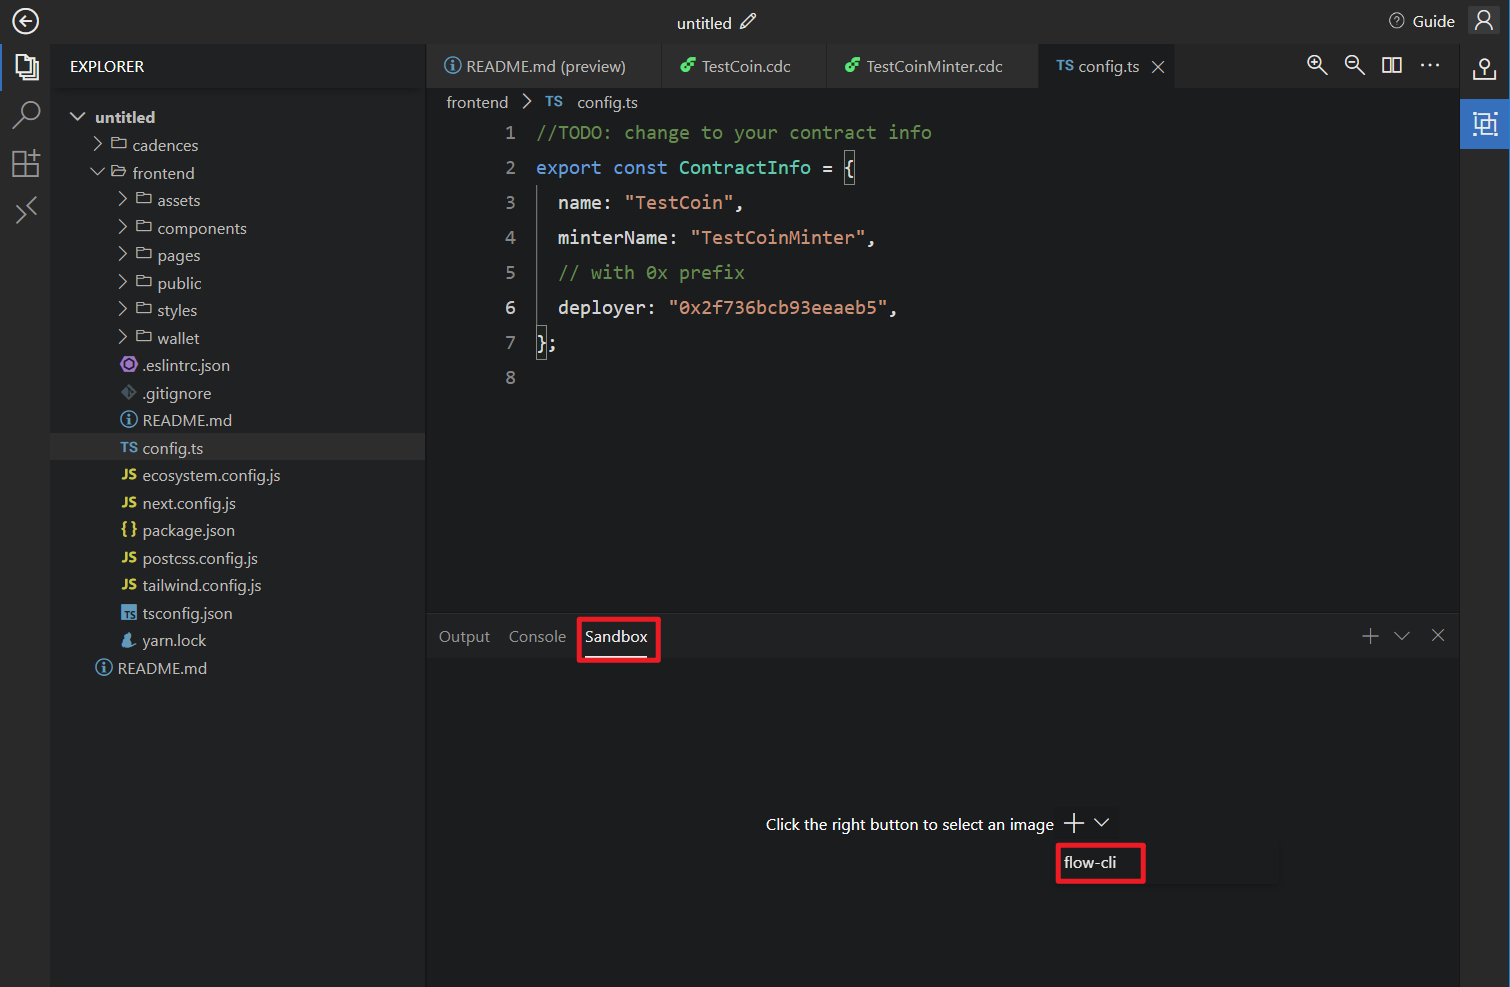 untitled
Guide
EXPLORER
untitled
cadences
frontend
assets
components
pages
public
styles
wallet
.eslintrc.json
.gitignore
README.md
TS config.ts
JS ecosystem.config.js
JS next.config.js
{} package.json
JS postcss.config.js
JS tailwind.config.js
TS tsconfig.json
yarn.lock
README.md
README.md (preview)
TestCoin.cdc
TestCoinMinter.cdc
TS config.ts
frontend > TS config.ts
1 //TODO: change to your contract info
2 export const ContractInfo = {
3 name: "TestCoin",
4 minterName: "TestCoinMinter",
5 // with 0x prefix
6 deployer: "0x2f736bcb93eeaeb5",
7 };
8
Output
Console
Sandbox
Click the right button to select an image
flow-cli